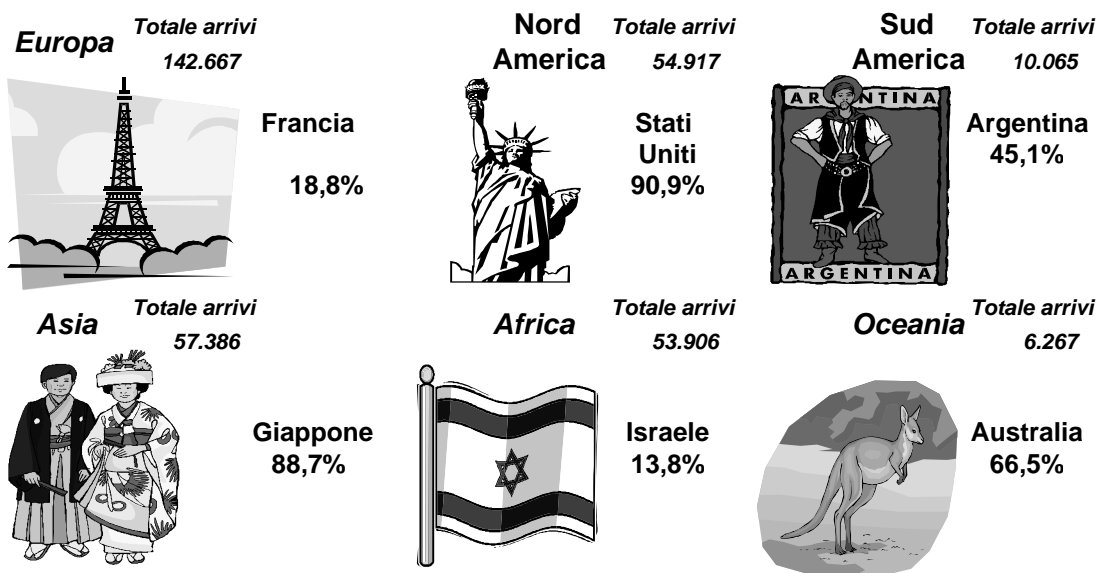 Europa
Totale arrivi
142.667
Francia
18,8%
Nord
America
Totale arrivi
54.917
Stati
Uniti
90,9%
Sud
America
Totale arrivi
10.065
ARGENTINA
Argentina
45,1%
ARGENTINA
Asia
Totale arrivi
57.386
Giappone
88,7%
Africa
Totale arrivi
53.906
Israele
13,8%
Oceania
Totale arrivi
6.267
Australia
66,5%